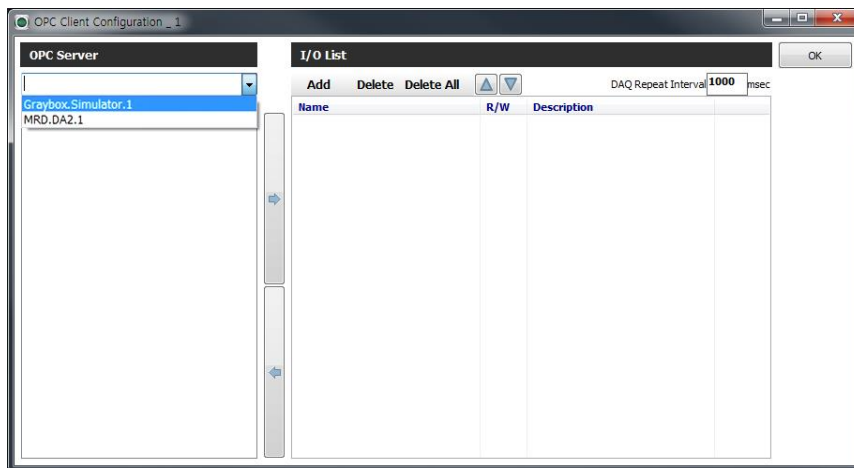 OPC Client Configuration _ 1
OPC Server
I/O List
OK
Add Delete Delete All DAQ Repeat Interval 1000 msec
Graybox.Simulator.1
MRD.DA2.1
Name R/W Description